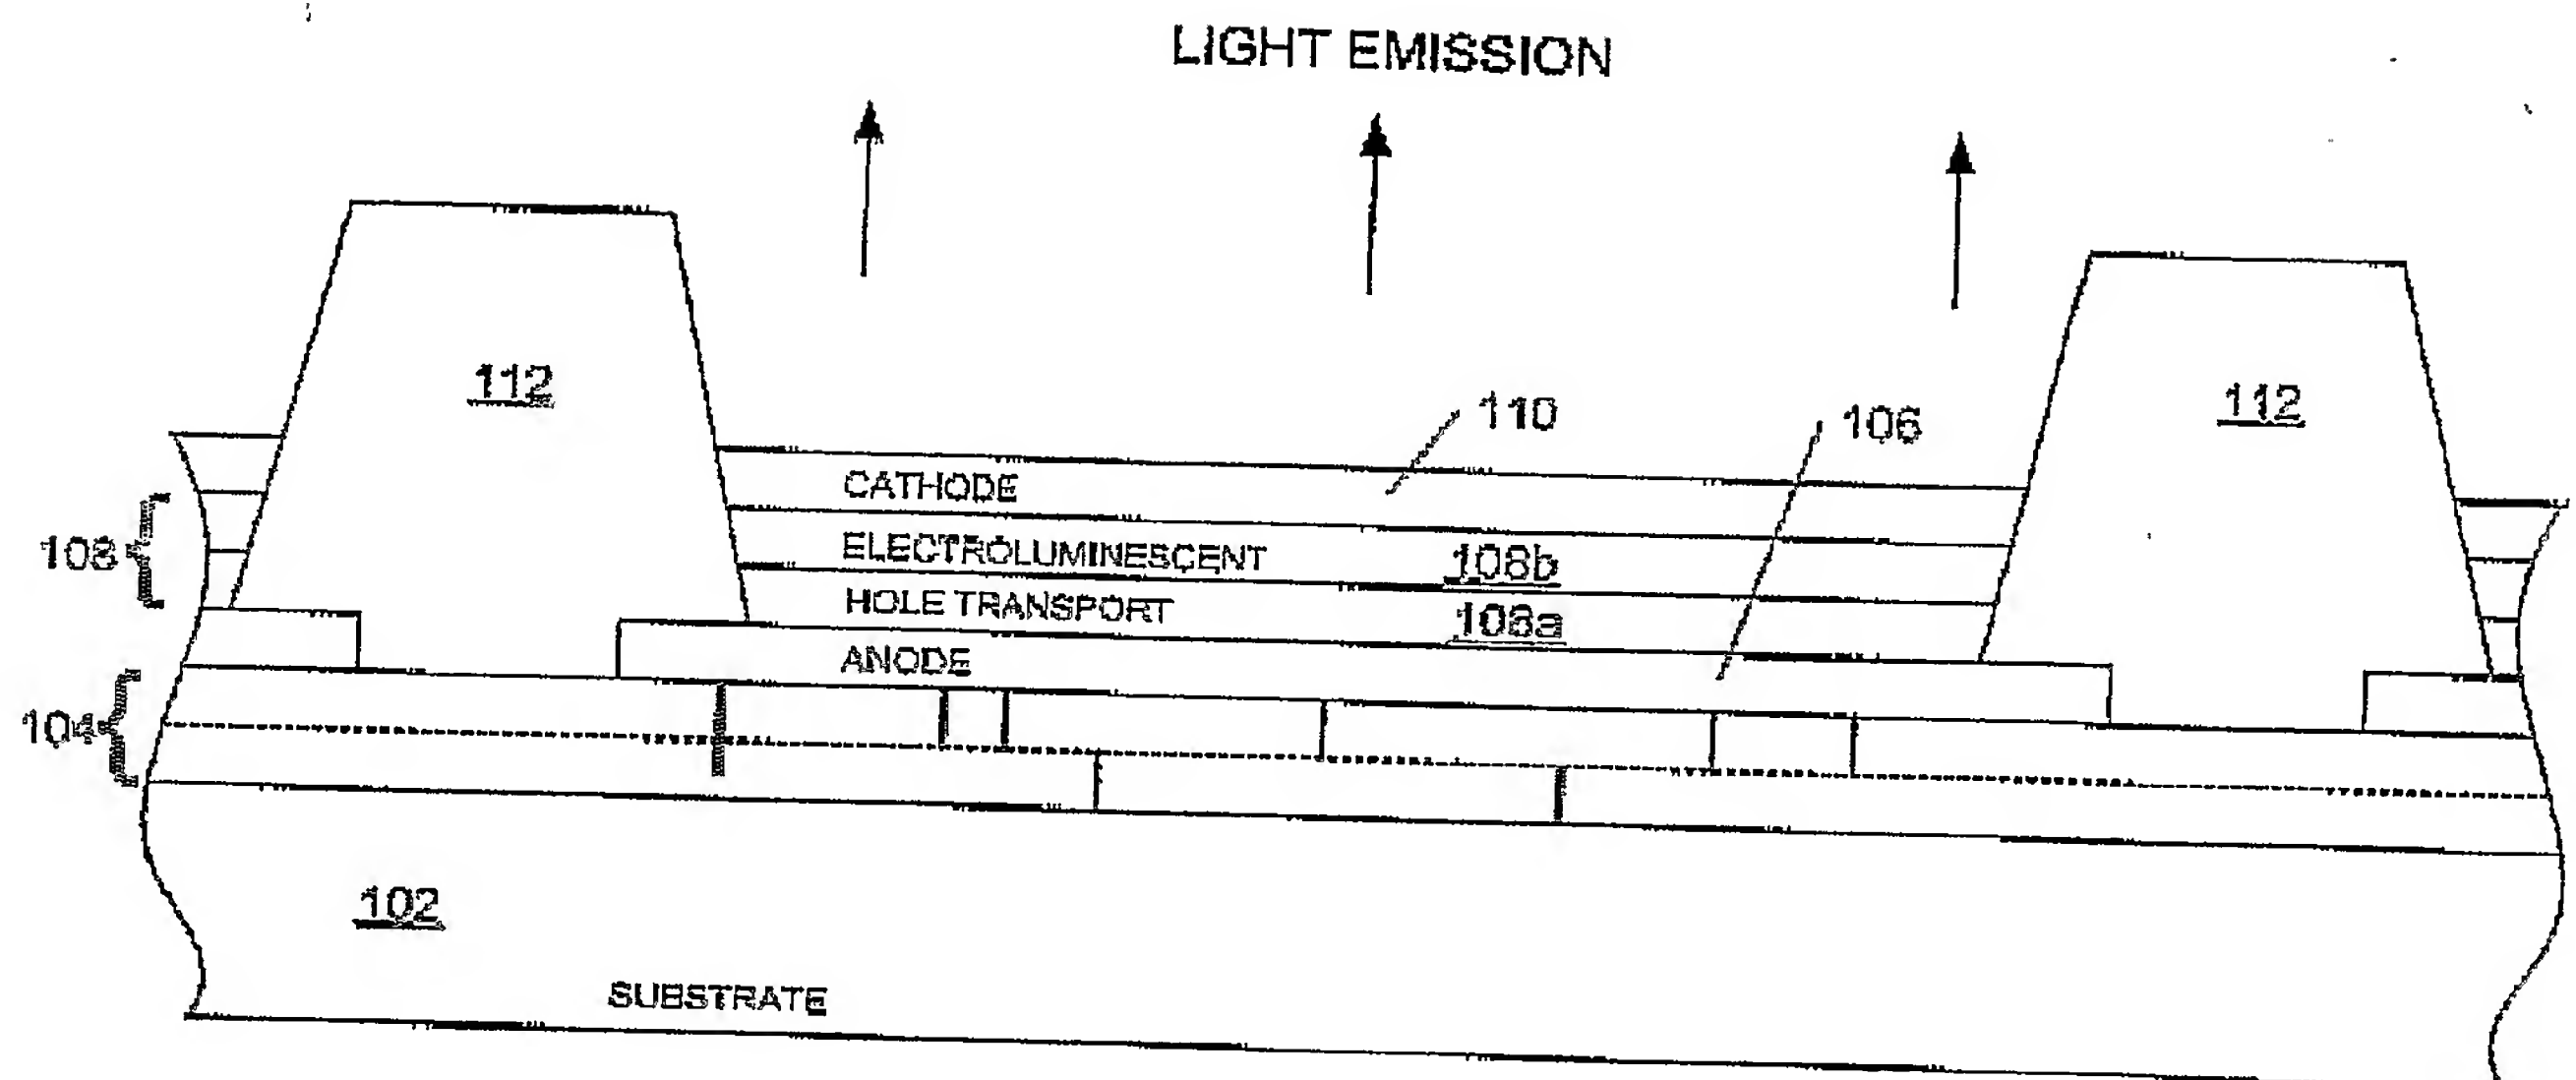 LIGHT EMISSION
112
112
110
106
CATHODE
108
ELECTROLUMINESCENT 108b
HOLE TRANSPORT 108a
ANODE
104
102
SUBSTRATE